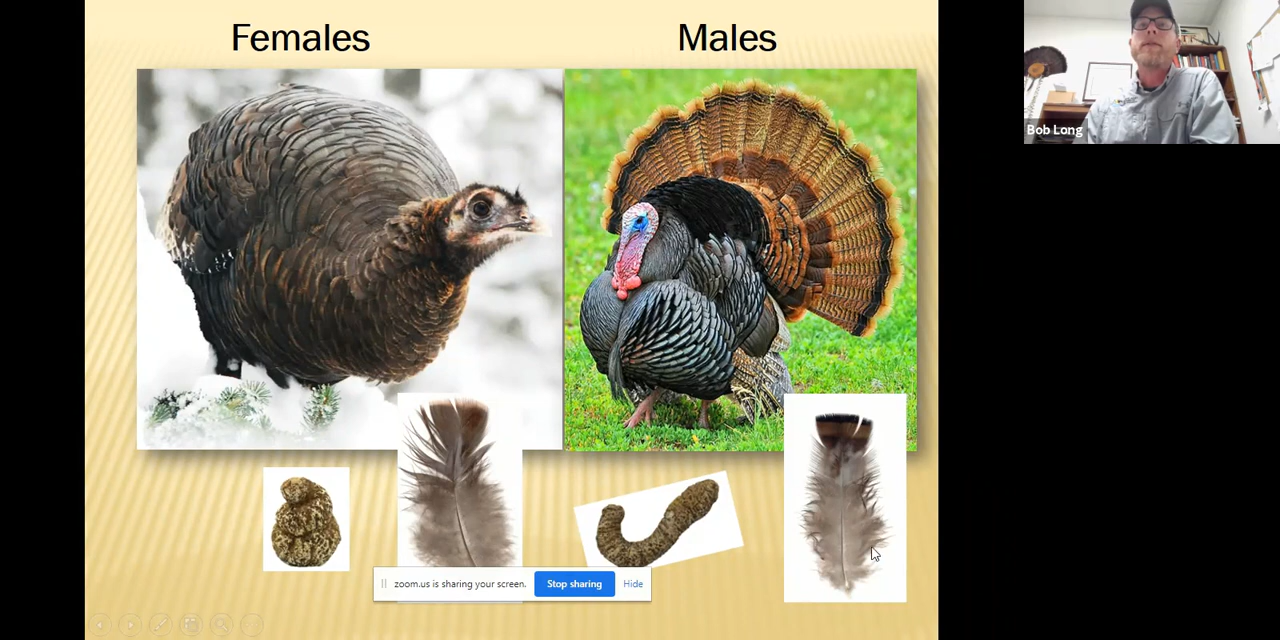 Females
Males
Bob Long
zoom.us is sharing your screen.
Stop sharing
Hide